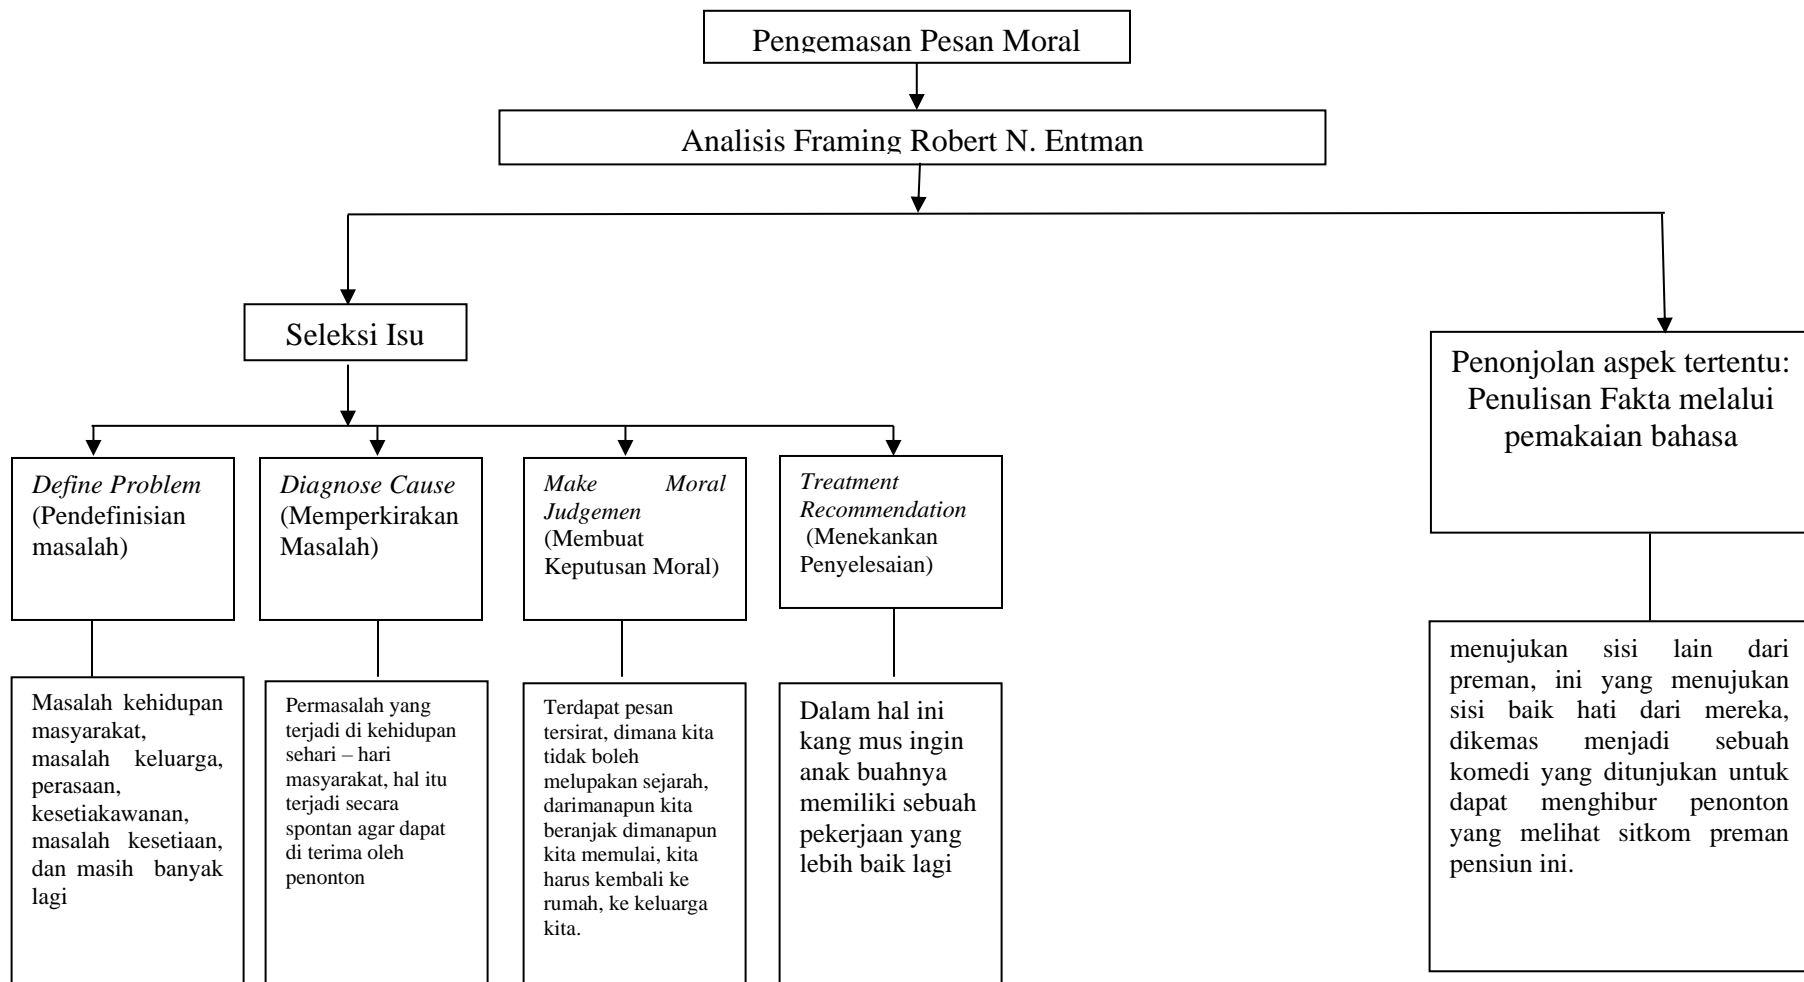 Pengemasan Pesan Moral
Analisis Framing Robert N. Entman
Seleksi Isu
Penonjolan aspek tertentu:
Penulisan Fakta melalui
pemakaian bahasa
Define Problem
(Pendefinisian
masalah)
Diagnose Cause
(Memperkirakan
Masalah)
Make Moral
Judgemen
(Membuat
Keputusan Moral)
Treatment
Recommendation
(Menekankan
Penyelesaian)
Masalah kehidupan
masyarakat,
masalah keluarga,
perasaan,
kesetiakawanan,
masalah kesetiaan,
dan masih banyak
lagi
Permasalah yang
terjadi di kehidupan
sehari – hari
masyarakat, hal itu
terjadi secara
spontan agar dapat
di terima oleh
penonton
Terdapat pesan
tersirat, dimana kita
tidak boleh
melupakan sejarah,
darimanapun kita
beranjak dimanapun
kita memulai, kita
harus kembali ke
rumah, ke keluarga
kita.
Dalam hal ini
kang mus ingin
anak buahnya
memiliki sebuah
pekerjaan yang
lebih baik lagi
menujukan sisi lain dari
preman, ini yang menujukan
sisi baik hati dari mereka,
dikemas menjadi sebuah
komedi yang ditunjukan untuk
dapat menghibur penonton
yang melihat sitkom preman
pensiun ini.